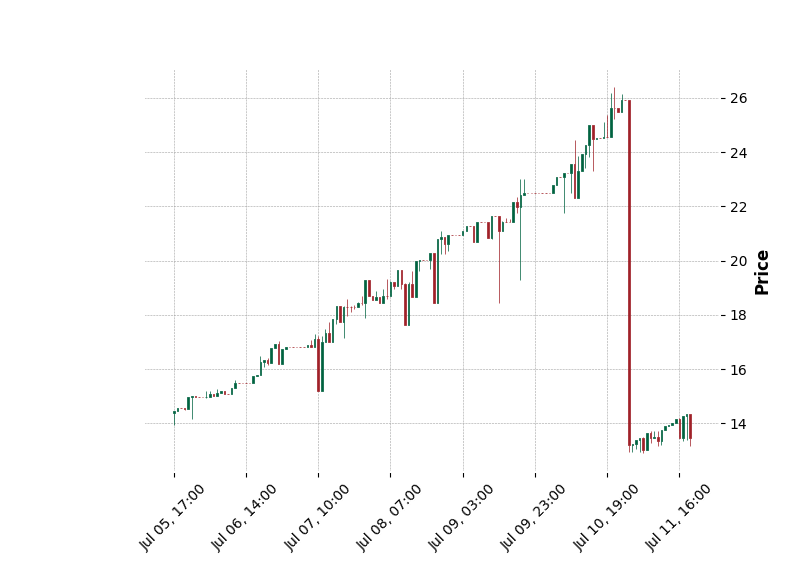 26
24
22
20
18
16
14
Price
Jul 05, 17:00
Jul 06, 14:00
Jul 07, 10:00
Jul 08, 07:00
Jul 09, 03:00
Jul 09, 23:00
Jul 10, 19:00
Jul 11, 16:00